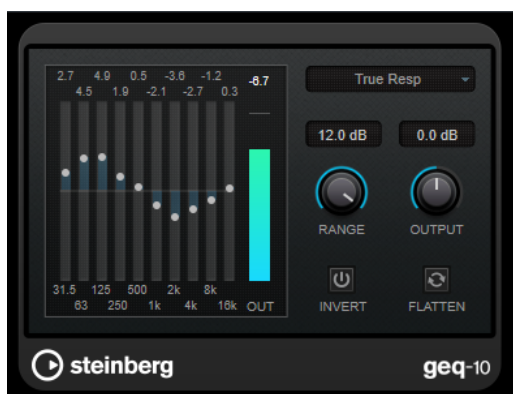 2.7 4.9 0.5 -3.6 -1.2
4.5 1.9 -2.1 -2.7 0.3
-6.7
True Resp
12.0 dB 0.0 dB
RANGE OUTPUT
31.5 125 500 2k 8k
63 250 1k 4k 16k OUT
INVERT FLATTEN
steinberg
geq-10